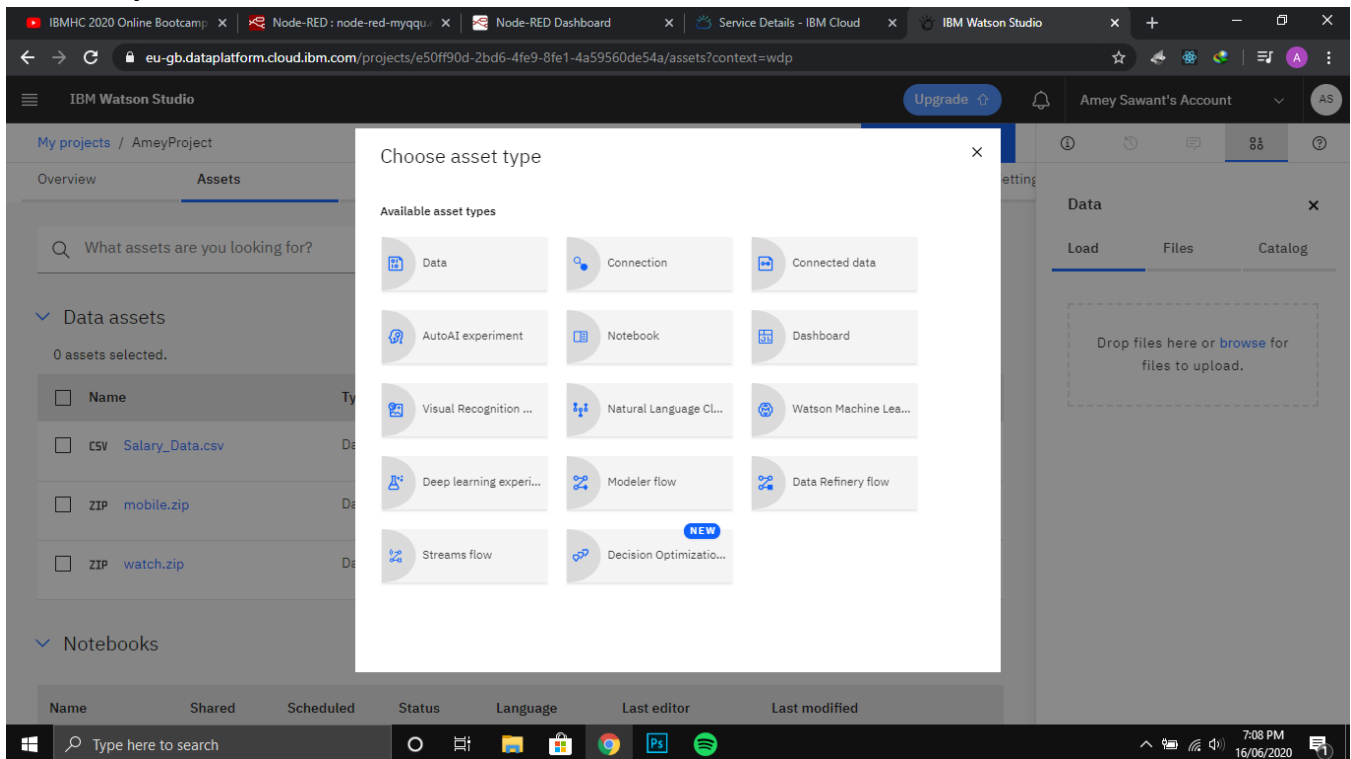 IBMHC 2020 Online Bootcamp
Node-RED : node-red-myqqu.
Node-RED Dashboard
Service Details - IBM Cloud
IBM Watson Studio
eu-gb.dataplatform.cloud.ibm.com/projects/e50ff90d-2bd6-4fe9-8fe1-4a59560de54a/assets?context=wdp
A
IBM Watson Studio
Upgrade
Amey Sawant's Account
AS
My projects / AmeyProject
Choose asset type
Overview
Assets
etting
Data
Available asset types
What assets are you looking for?
Load
Files
Catalog
Data
Connection
Connected data
Data assets
AutoAI experiment
Notebook
Dashboard
Drop files here or browse for
files to upload.
0 assets selected.
Name
Ty
Visual Recognition ...
Natural Language Cl...
Watson Machine Lea...
CSV Salary_Data.csv
Da
Deep learning experi...
Modeler flow
Data Refinery flow
ZIP mobile.zip
Da
NEW
Streams flow
Decision Optimizatio...
ZIP watch.zip
Da
Notebooks
Name
Shared
Scheduled
Status
Language
Last editor
Last modified
Type here to search
Ps
7:08 PM
16/06/2020
1